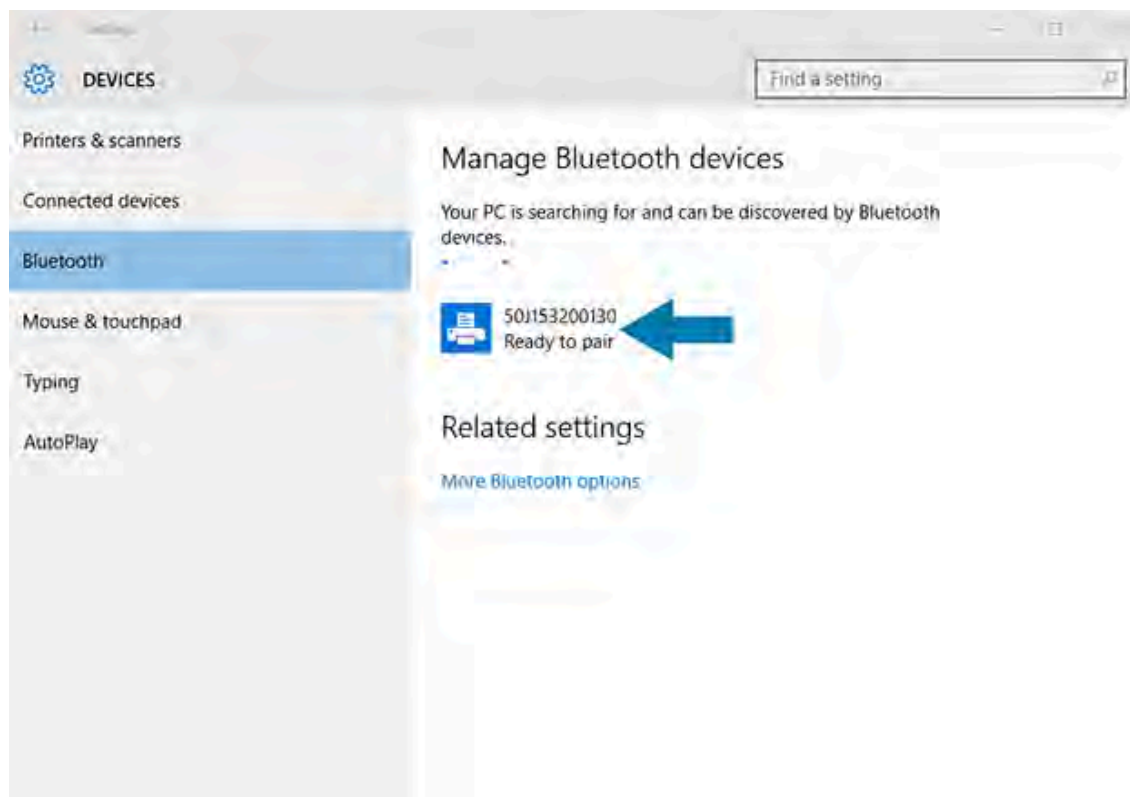 DEVICES
Find a setting
Printers & scanners
Connected devices
Bluetooth
Mouse & touchpad
Typing
AutoPlay
Manage Bluetooth devices
Your PC is searching for and can be discovered by Bluetooth
devices.
50J153200130
Ready to pair
Related settings
More Bluetooth options